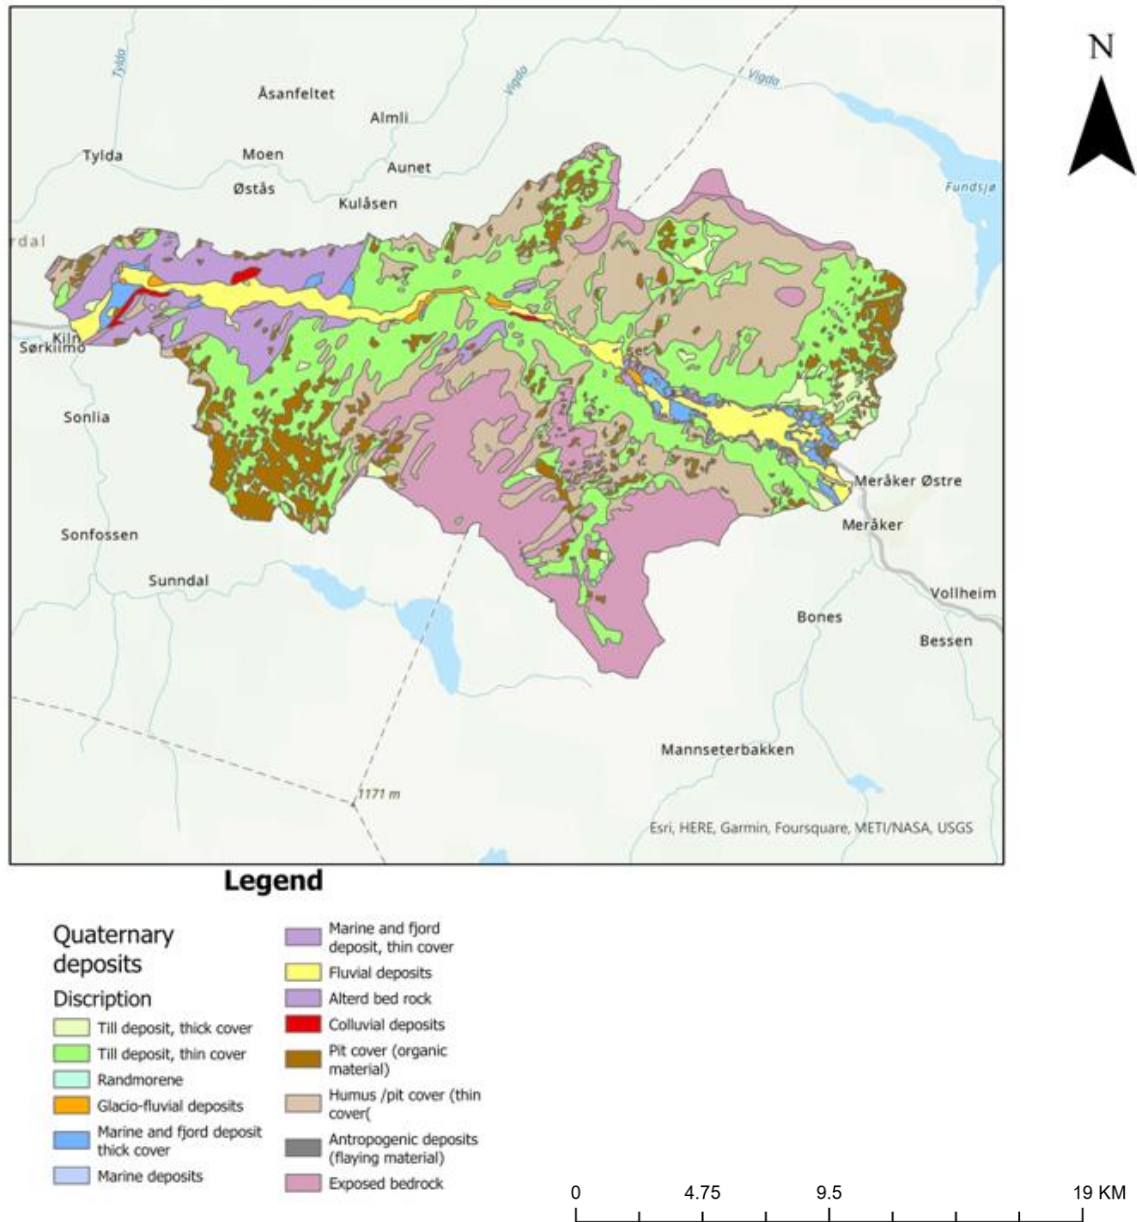 N
Tylda
Vigda
Vigda
Åsanfeltet
Almli
Tylda
Moen
Aunet
Østås
Kulåsen
Fundsjø
rdal
Kiln
Sørkilmo
set
Sonlia
Meråker Østre
Meråker
Sonfossen
Sunndal
Vollheim
Bones
Bessen
Mannseterbakken
1171 m
Esri, HERE, Garmin, Foursquare, METI/NASA, USGS
Legend
Quaternary
deposits
Discription
Till deposit, thick cover
Till deposit, thin cover
Randmorene
Glacio-fluvial deposits
Marine and fjord deposit
thick cover
Marine deposits
Marine and fjord
deposit, thin cover
Fluvial deposits
Alterd bed rock
Colluvial deposits
Pit cover (organic
material)
Humus /pit cover (thin
cover(
Antropogenic deposits
(flaying material)
Exposed bedrock
0 4.75 9.5 19 KM